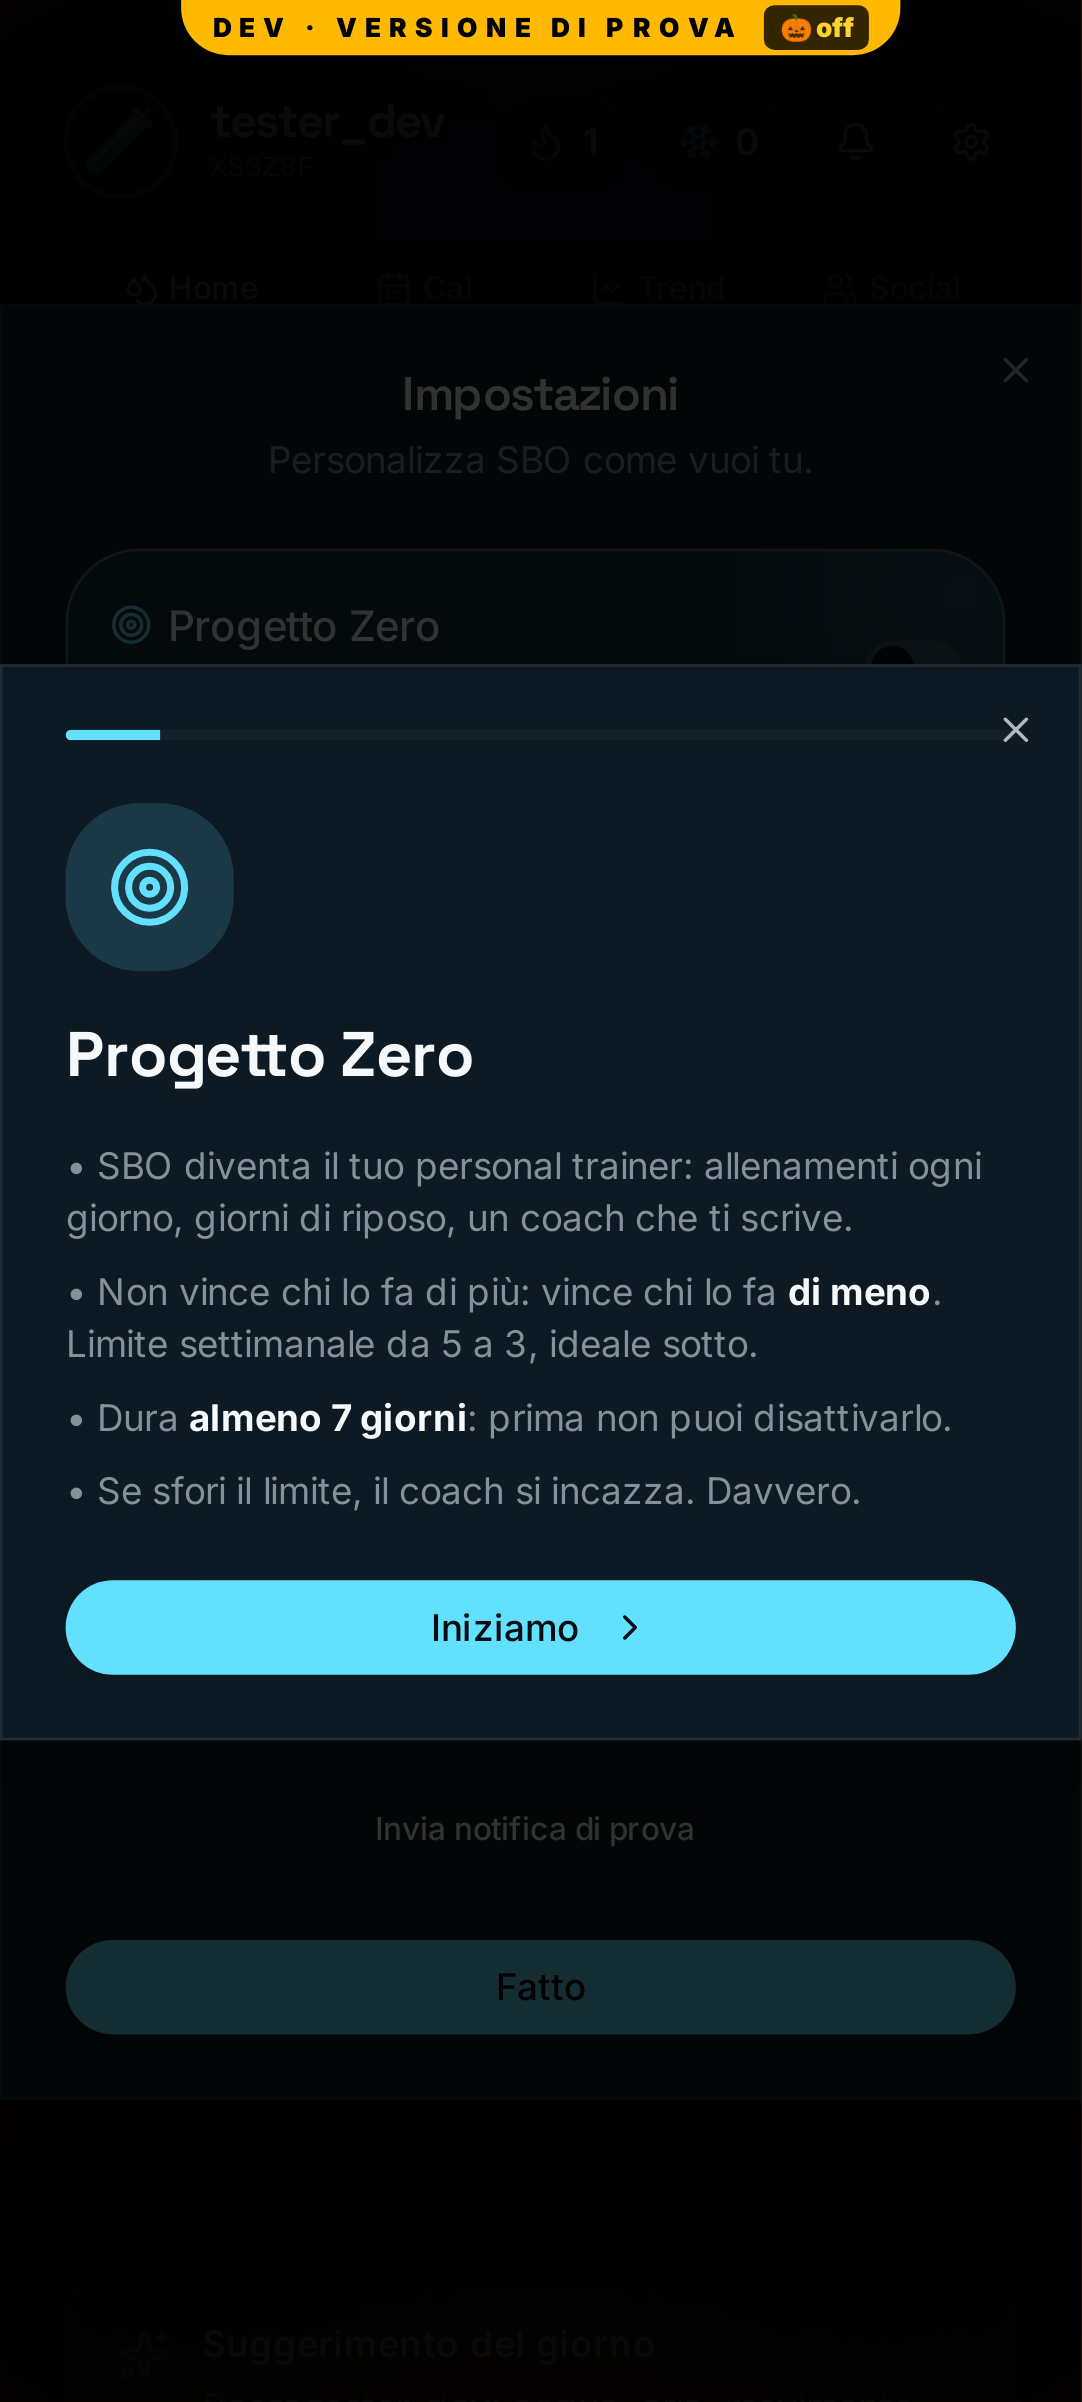 DEV · VERSIONE DI PROVA 🎃 off
tester_dev 1 0
XSSZ8F
Home Cal Trend Social
Impostazioni
Personalizza SBO come vuoi tu.
Progetto Zero
Progetto Zero
• SBO diventa il tuo personal trainer: allenamenti ogni
giorno, giorni di riposo, un coach che ti scrive.
• Non vince chi lo fa di più: vince chi lo fa di meno.
Limite settimanale da 5 a 3, ideale sotto.
• Dura almeno 7 giorni: prima non puoi disattivarlo.
• Se sfori il limite, il coach si incazza. Davvero.
Iniziamo
Invia notifica di prova
Fatto
Suggerimento del giorno